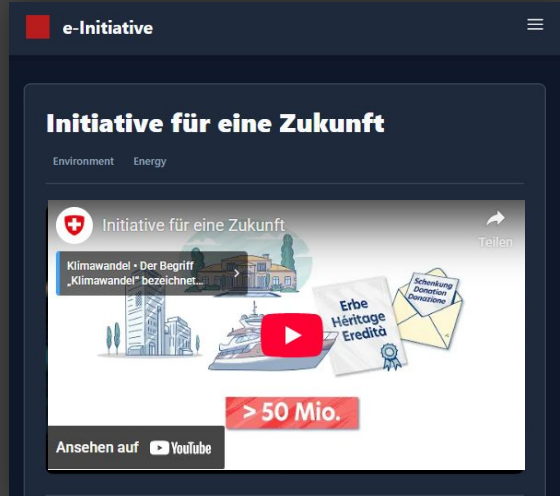 e-Initiative
Initiative für eine Zukunft
Environment Energy
Initiative für eine Zukunft
Teilen
Klimawandel • Der Begriff
„Klimawandel“ bezeichnet...
Schenkung
Donation
Donazione
Erbe
Héritage
Eredità
> 50 Mio.
Ansehen auf YouTube